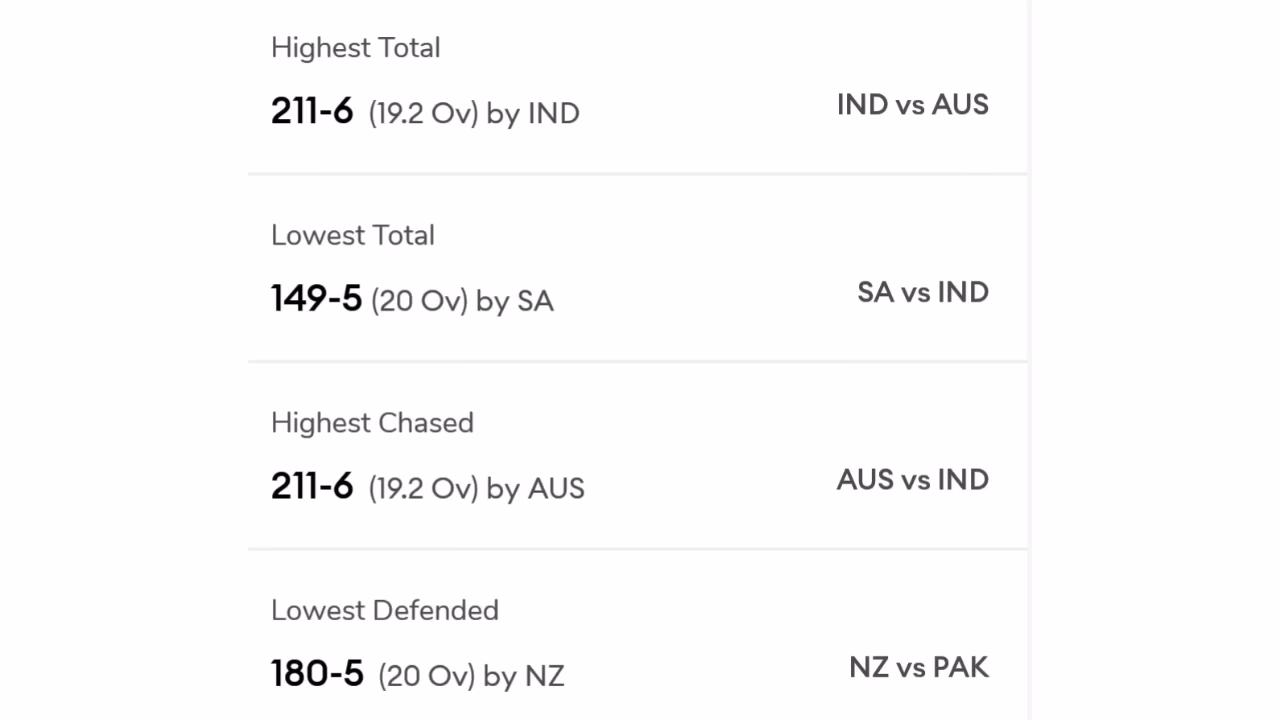 Highest Total
211-6 (19.2 Ov) by IND IND vs AUS
Lowest Total
149-5 (20 Ov) by SA SA vs IND
Highest Chased
211-6 (19.2 Ov) by AUS AUS vs IND
Lowest Defended
180-5 (20 Ov) by NZ NZ vs PAK